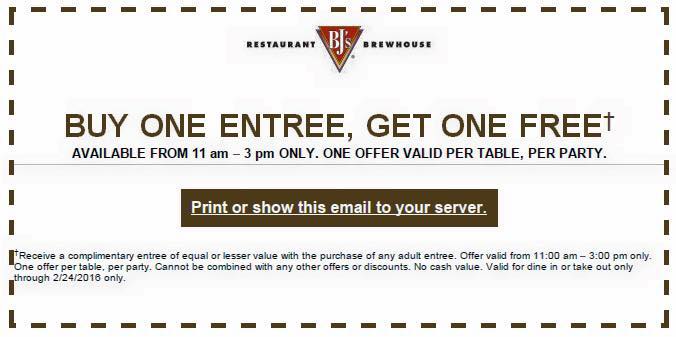 RESTAURANT BJ's® BREWHOUSE
BUY ONE ENTREE, GET ONE FREE†
AVAILABLE FROM 11 am – 3 pm ONLY. ONE OFFER VALID PER TABLE, PER PARTY.
Print or show this email to your server.
†Receive a complimentary entree of equal or lesser value with the purchase of any adult entree. Offer valid from 11:00 am – 3:00 pm only.
One offer per table, per party. Cannot be combined with any other offers or discounts. No cash value. Valid for dine in or take out only
through 2/24/2016 only.